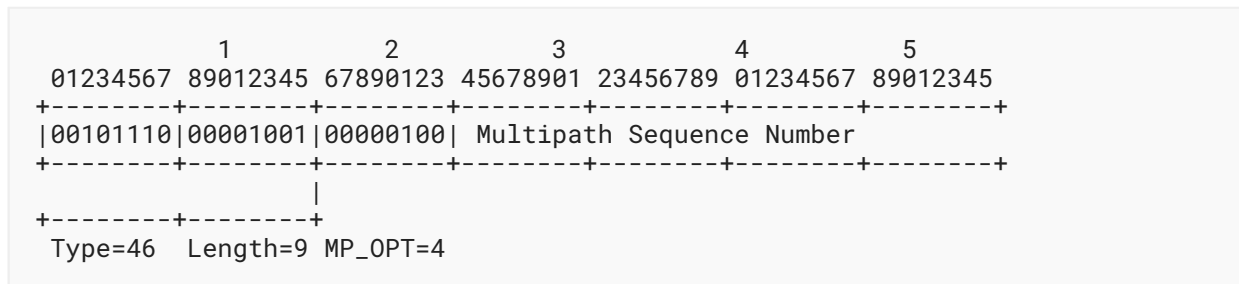 1          2          3           4          5
 01234567 89012345 67890123 45678901 23456789 01234567 89012345
+--------+--------+--------+--------+--------+--------+--------+
|00101110|00001001|00000100| Multipath Sequence Number
+--------+--------+--------+--------+--------+--------+--------+
                  |
+--------+--------+
 Type=46  Length=9 MP_OPT=4